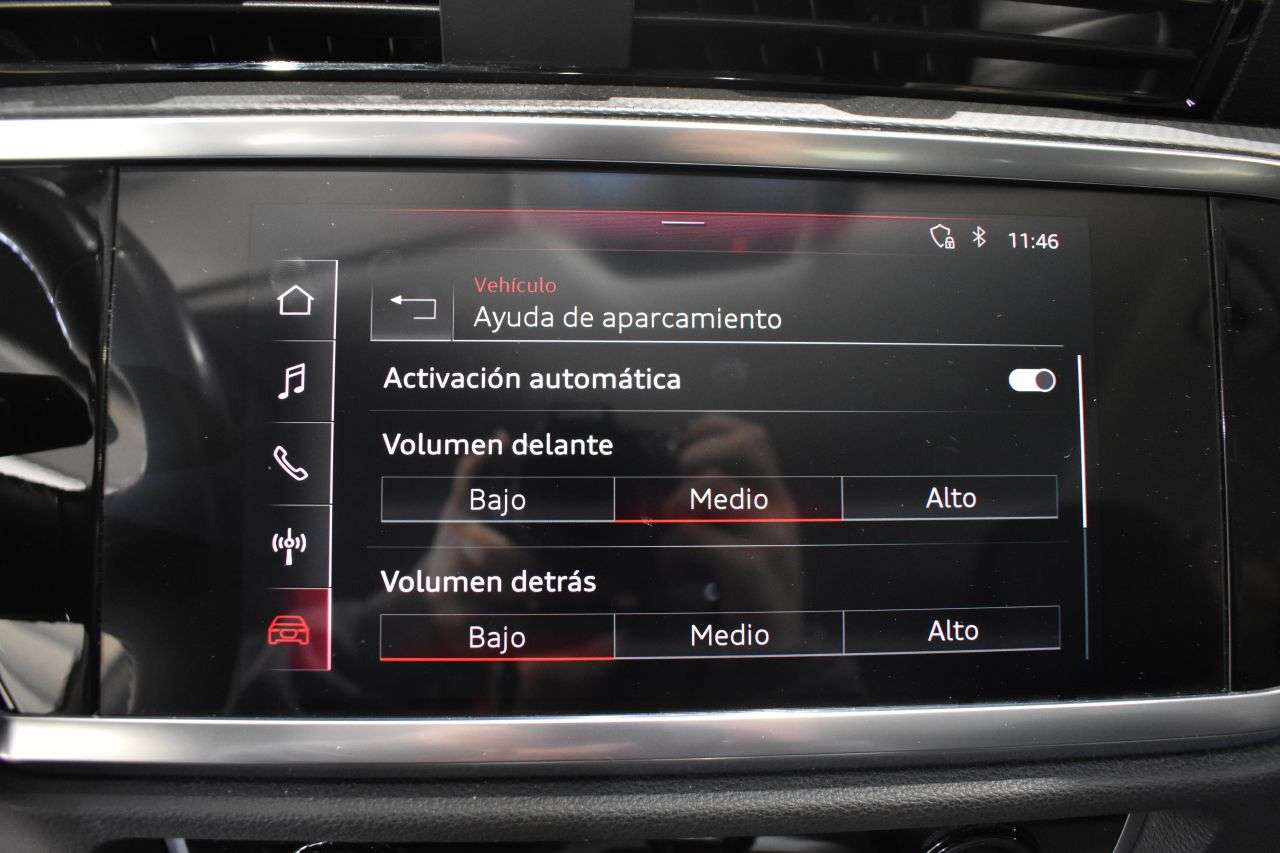 11:46
Vehículo
Ayuda de aparcamiento
Activación automática
Volumen delante
Bajo Medio Alto
Volumen detrás
Bajo Medio Alto